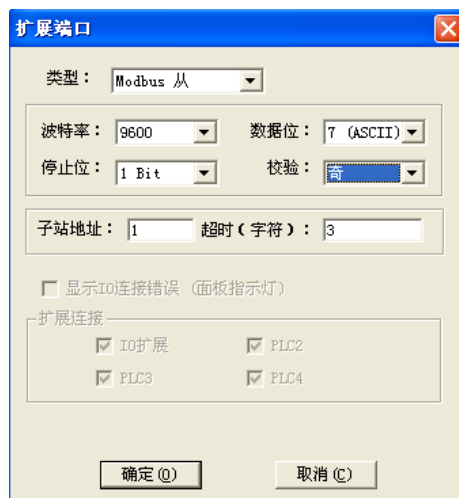 扩展端口
类型： Modbus 从
波特率： 9600 数据位： 7 (ASCII)
停止位： 1 Bit 校验： 奇
子站地址： 1 超时(字符)： 3
显示IO连接错误 (面板指示灯)
扩展连接
IO扩展 PLC2
PLC3 PLC4
确定(O) 取消(C)